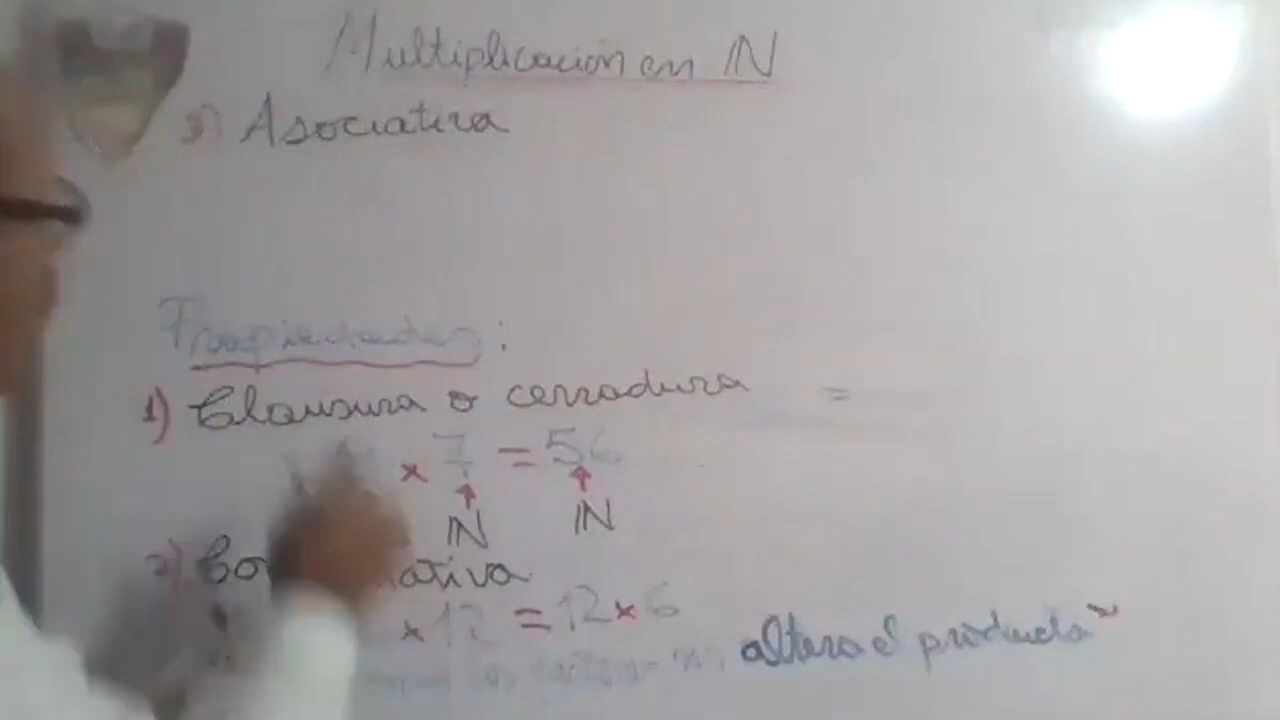 Multiplicación en IN
3) Asociativa
Propiedades:
1) Clausura o cerradura =
x 7 = 56
IN IN
2)
x 12 = 12 x 6
altera el producto"